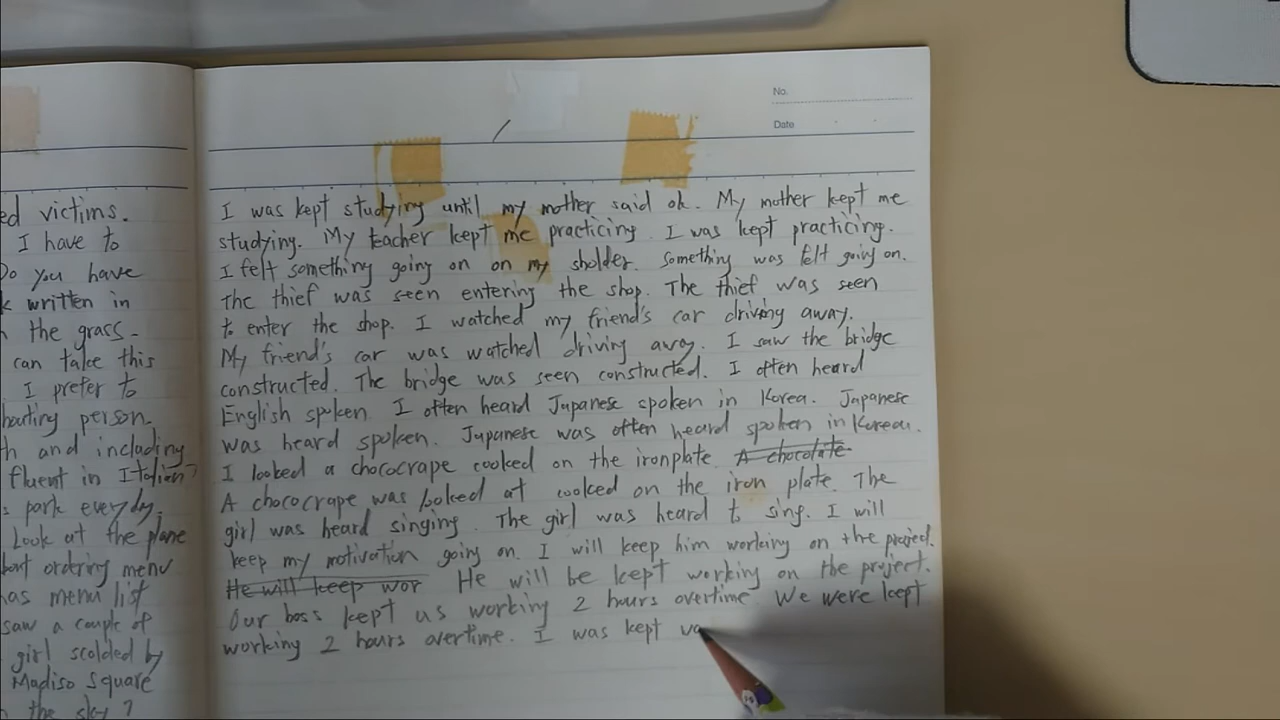 ed victims.
I have to
Do you have
k written in
n the grass.
can take this
I prefer to
harting person.
h and including
fluent in Italian?
s park everyday.
Look at the plane
bout ordering menu
as menu list
saw a couple of
girl scolded by
Madiso Square
the sky?
No.
Date
I was kept studying until my mother said ok. My mother kept me
studying. My teacher kept me practicing. I was kept practicing.
I felt something going on on my sholder. Something was felt going on.
The thief was seen entering the shop. The thief was seen
to enter the shop. I watched my friend's car driving away.
My friend's car was watched driving away. I saw the bridge
constructed. The bridge was seen constructed. I often heard
English spoken. I often heard Japanese spoken in Korea. Japanese
was heard spoken. Japanese was often heard spoken in Korea.
I looked a chococrape cooked on the ironplate. A chocolate
A chococrape was looked at cooked on the iron plate. The
girl was heard singing. The girl was heard to sing. I will
keep my motivation going on. I will keep him working on the project.
He will keep wor He will be kept working on the project.
Our boss kept us working 2 hours overtime. We were kept
working 2 hours overtime. I was kept